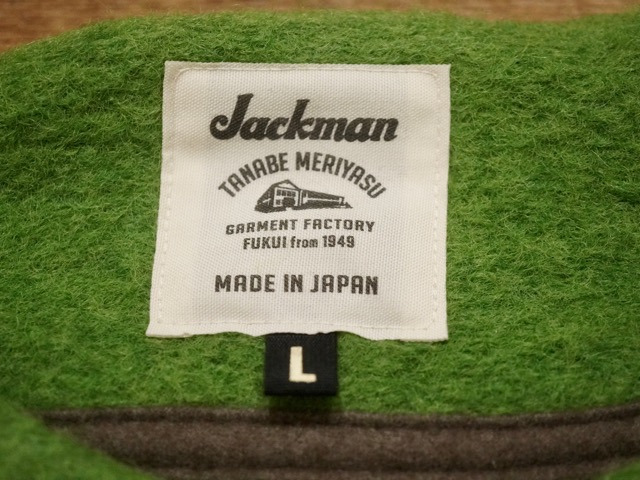 Jackman
TANABE MERIYASU
GARMENT FACTORY
FUKUI from 1949
MADE IN JAPAN
L